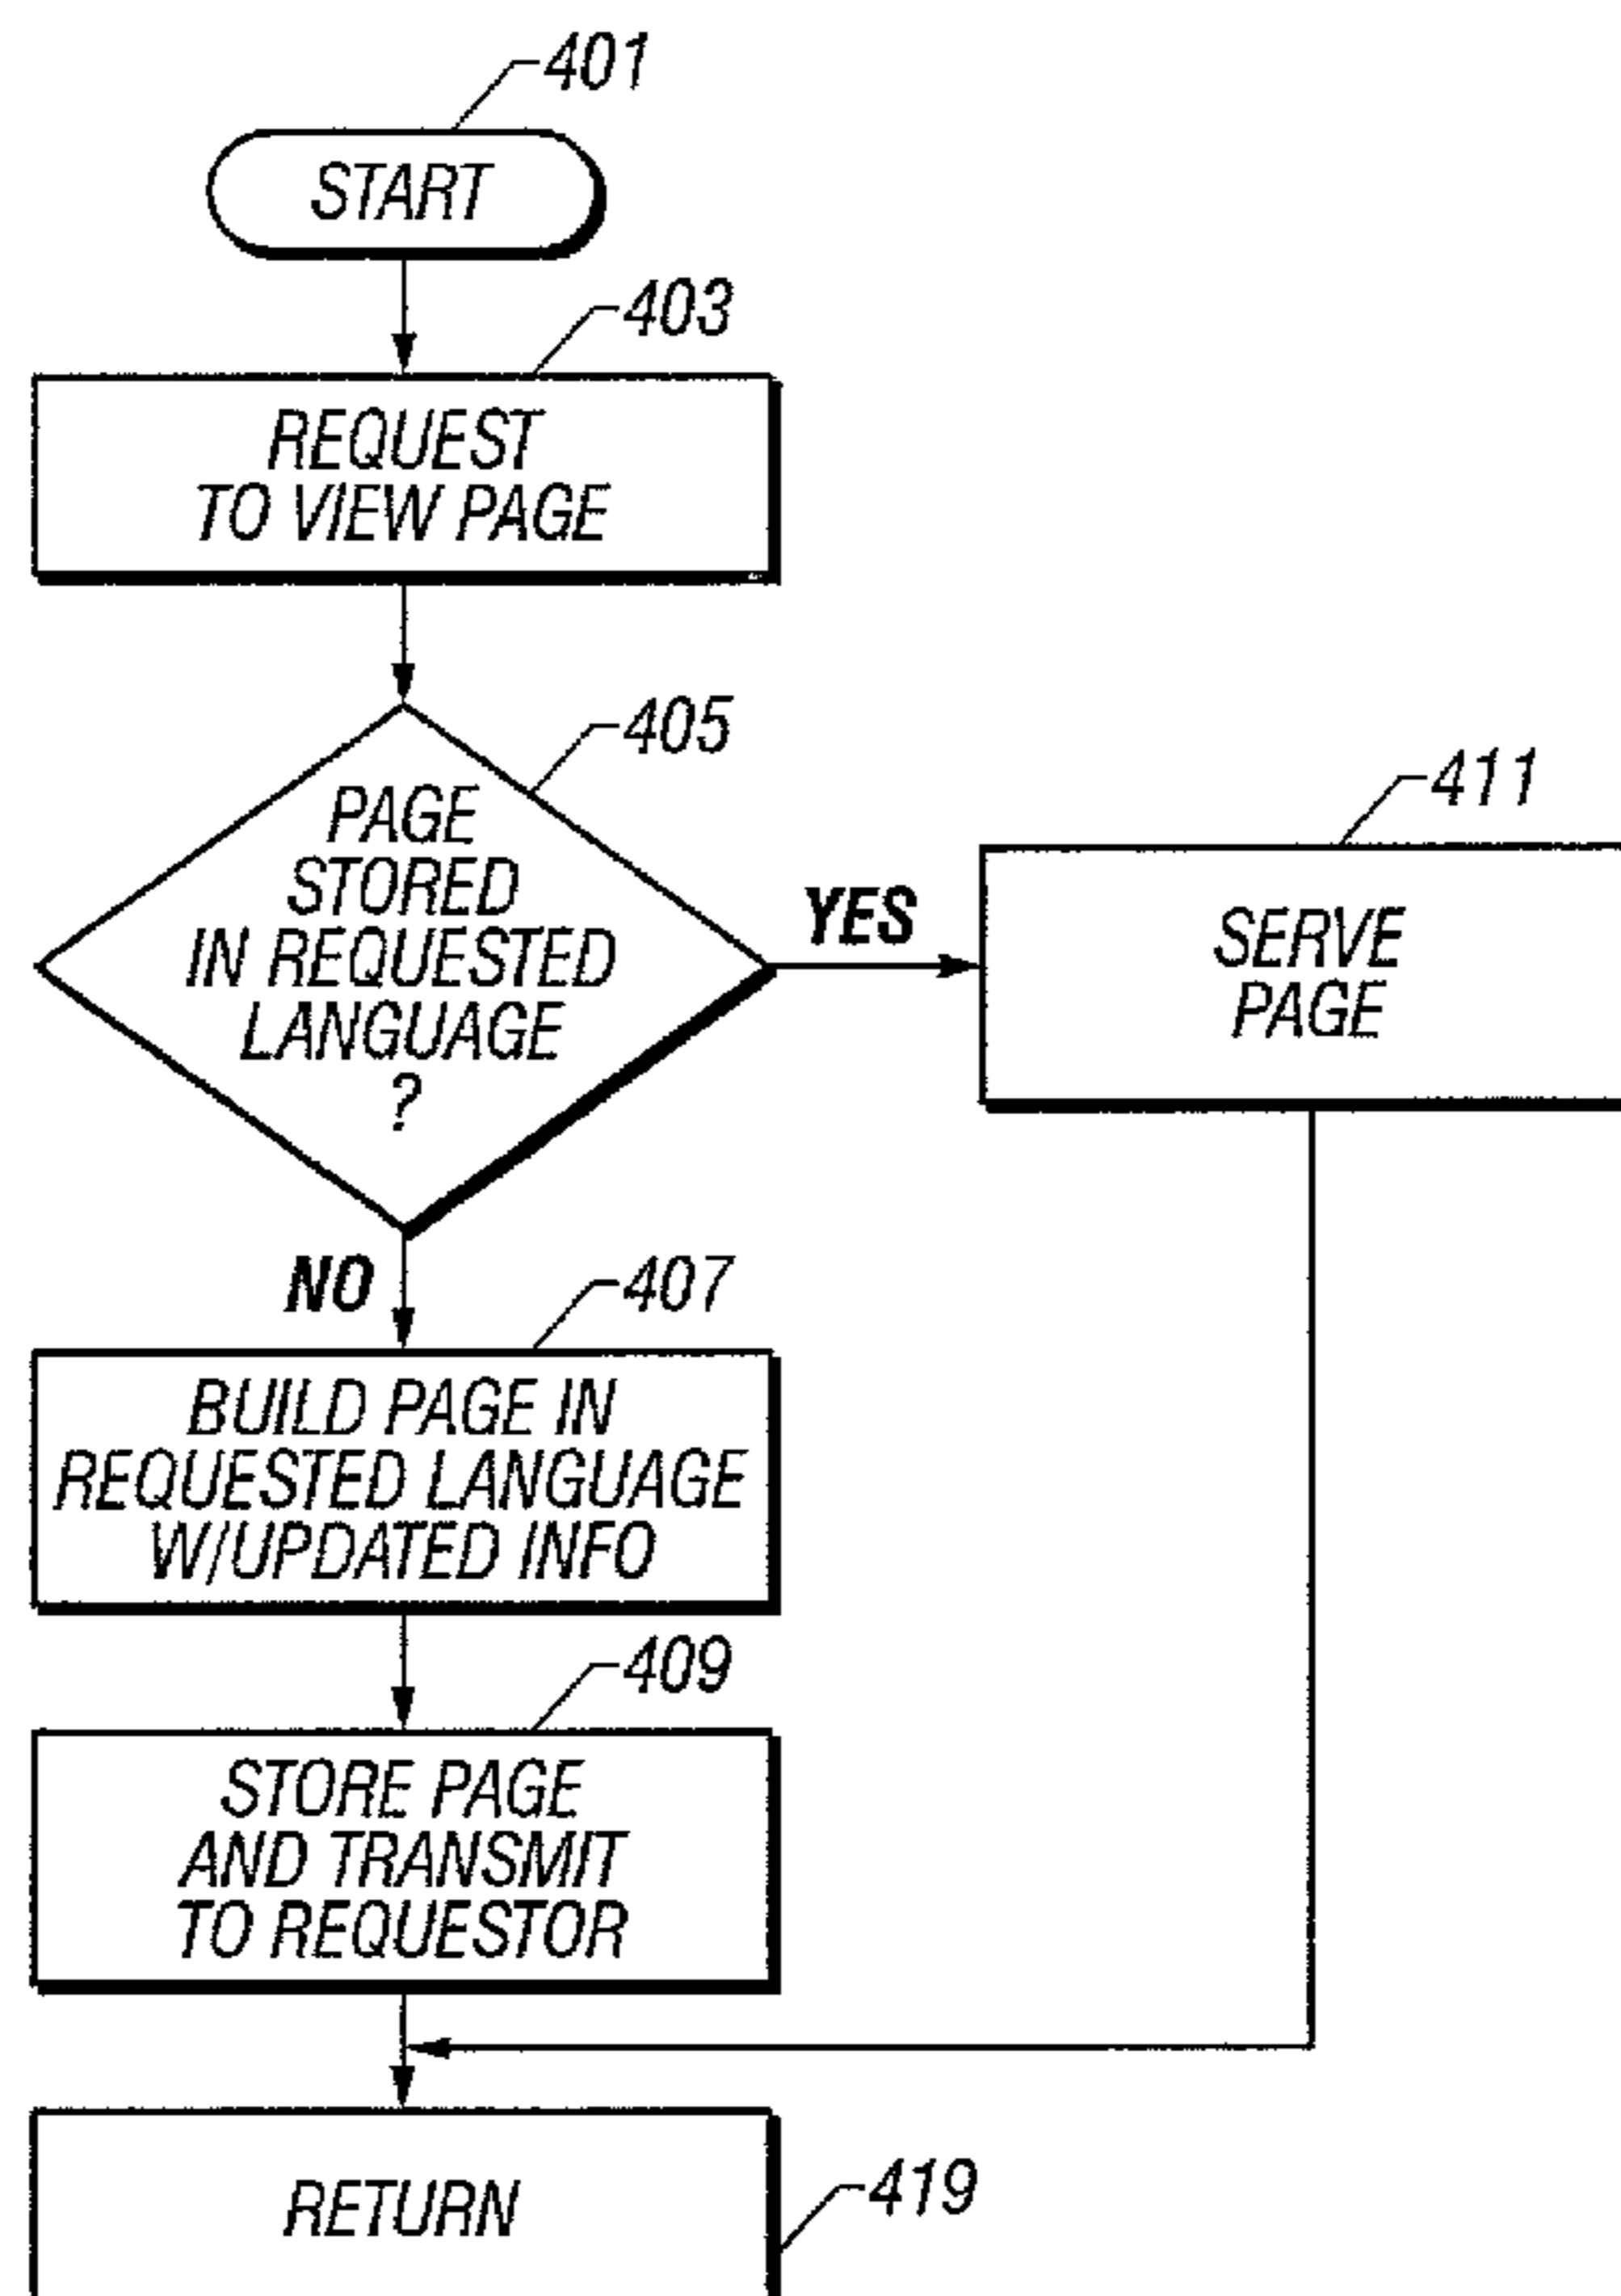 401
START
403
REQUEST
TO VIEW PAGE
405
PAGE
STORED
IN REQUESTED
LANGUAGE
?
YES
411
SERVE
PAGE
NO
407
BUILD PAGE IN
REQUESTED LANGUAGE
W/UPDATED INFO
409
STORE PAGE
AND TRANSMIT
TO REQUESTOR
RETURN
419